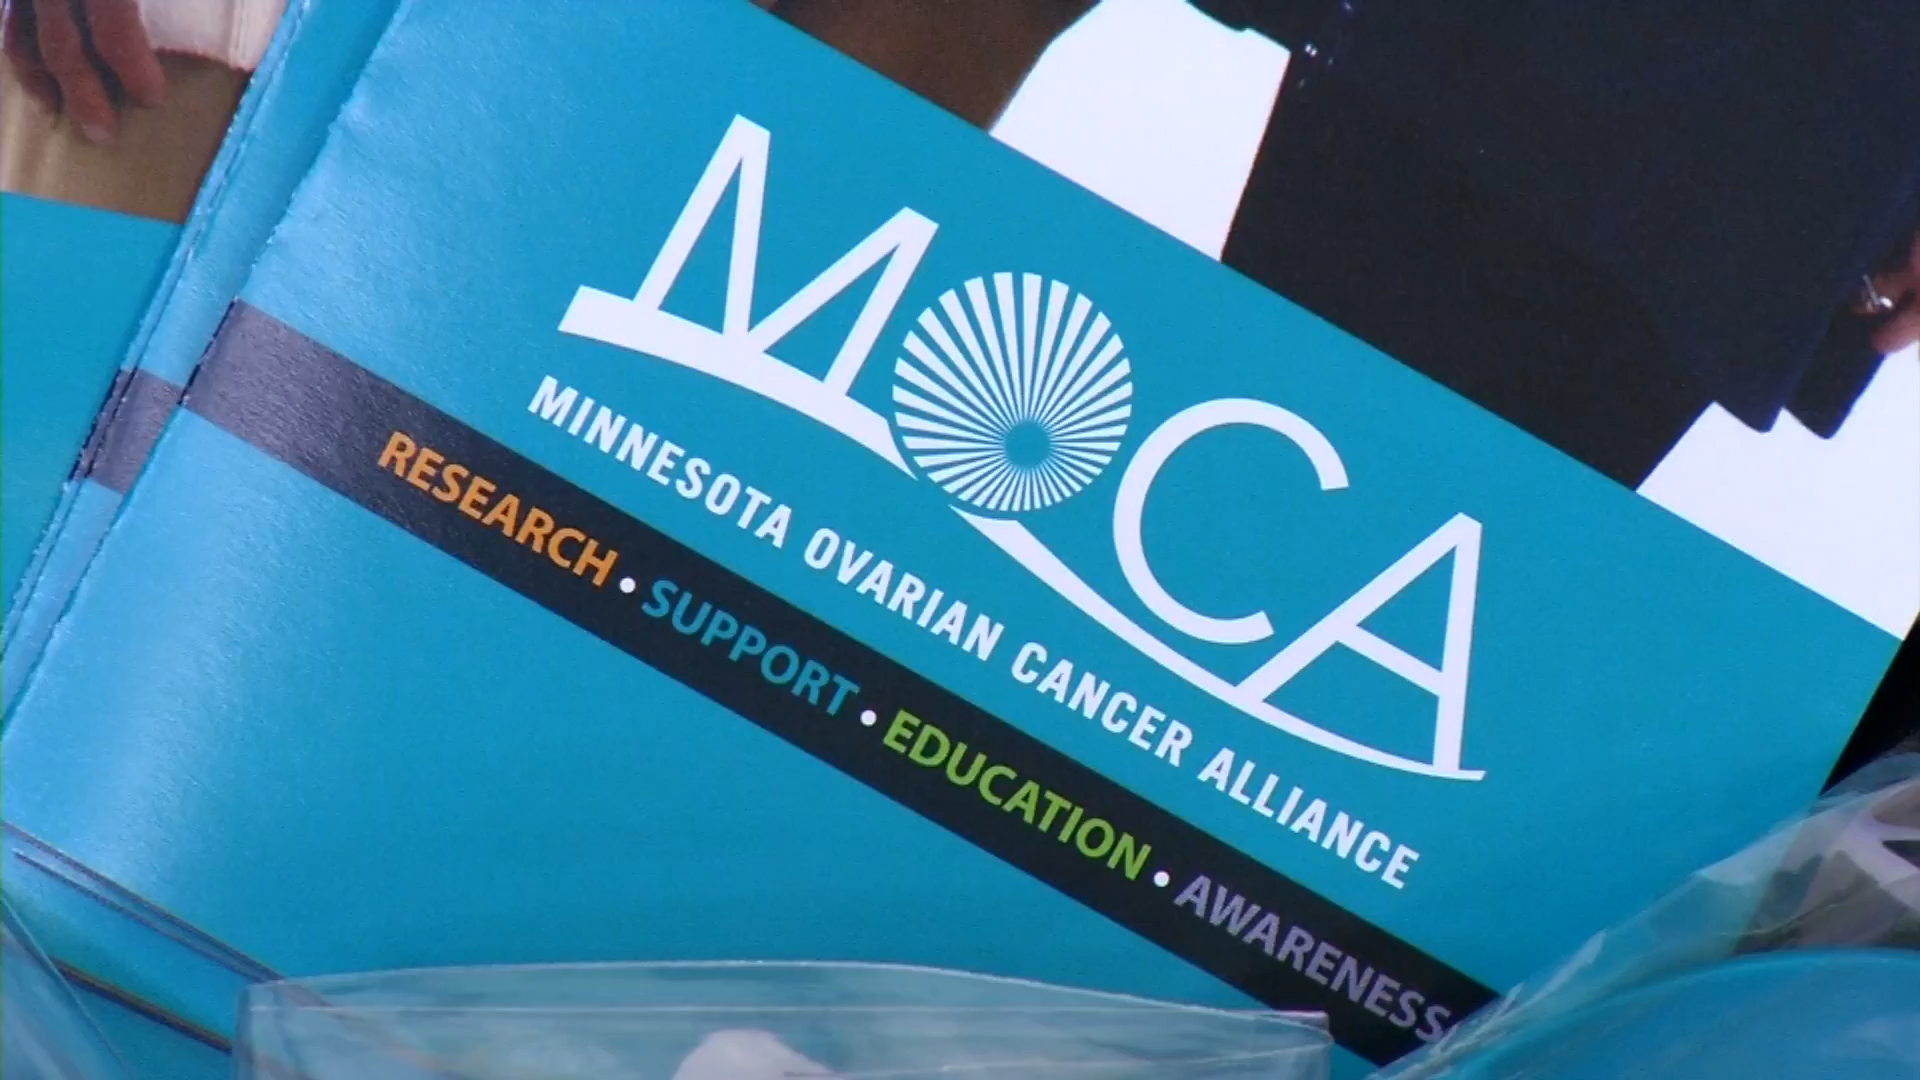 MOCA
MINNESOTA OVARIAN CANCER ALLIANCE
RESEARCH • SUPPORT • EDUCATION • AWARENESS